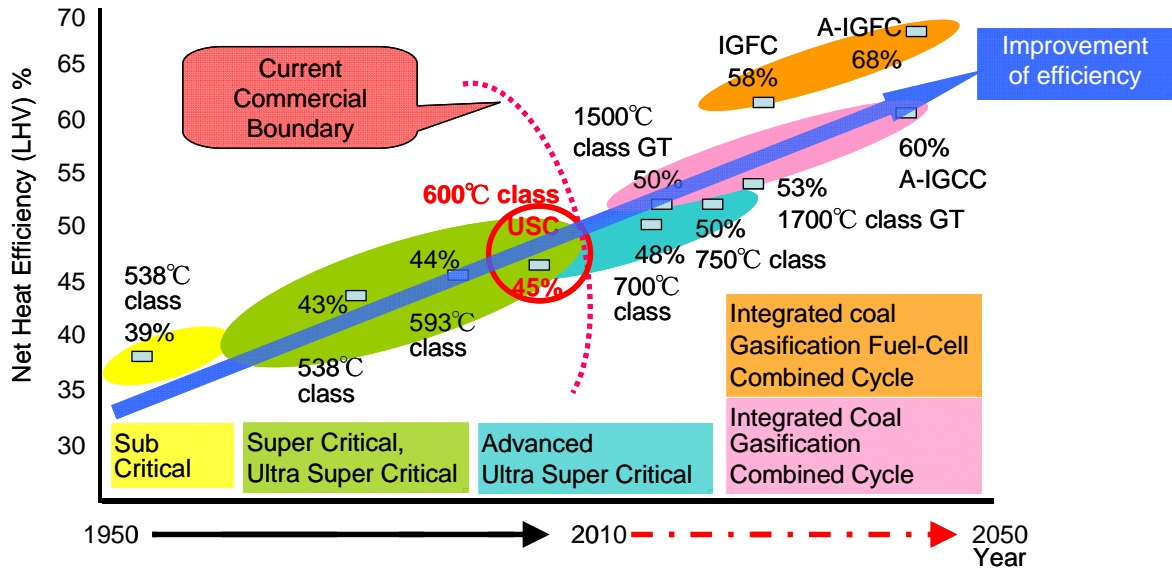 Net Heat Efficiency (LHV) %
70
65
60
55
50
45
40
35
30
Current
Commercial
Boundary
IGFC
58%
A-IGFC
68%
Improvement
of efficiency
1500℃
class GT
50%
60%
A-IGCC
53%
1700℃ class GT
600℃ class
USC
45%
50%
750℃ class
48%
700℃
class
44%
593℃
class
43%
538℃
class
538℃
class
39%
Sub
Critical
Super Critical,
Ultra Super Critical
Advanced
Ultra Super Critical
Integrated coal
Gasification Fuel-Cell
Combined Cycle
Integrated Coal
Gasification
Combined Cycle
1950
2010
2050
Year